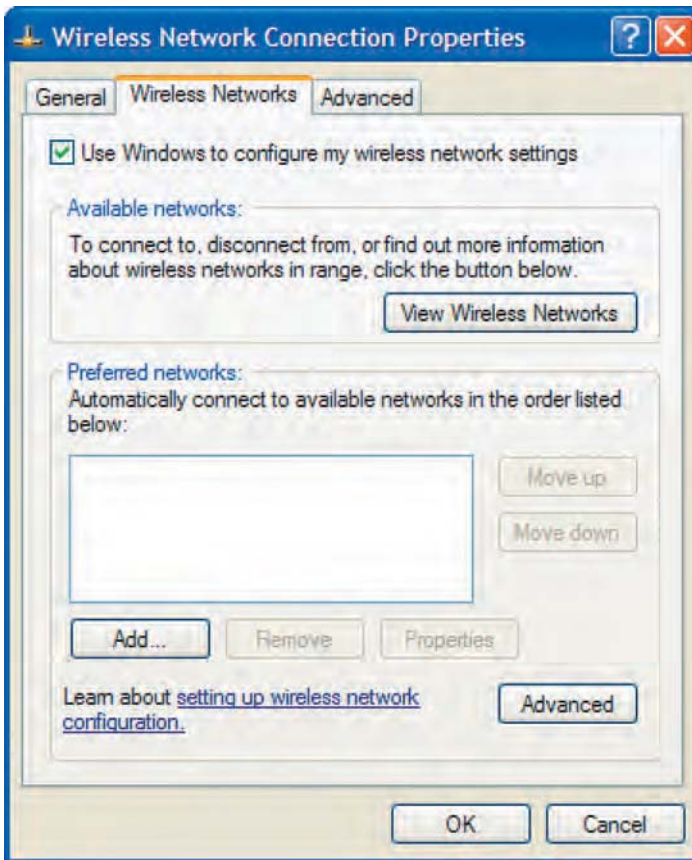 Wireless Network Connection Properties
General Wireless Networks Advanced
Use Windows to configure my wireless network settings
Available networks:
To connect to, disconnect from, or find out more information
about wireless networks in range, click the button below.
View Wireless Networks
Preferred networks:
Automatically connect to available networks in the order listed
below:
Move up
Move down
Add... Remove Properties
Learn about setting up wireless network
configuration.
Advanced
OK Cancel